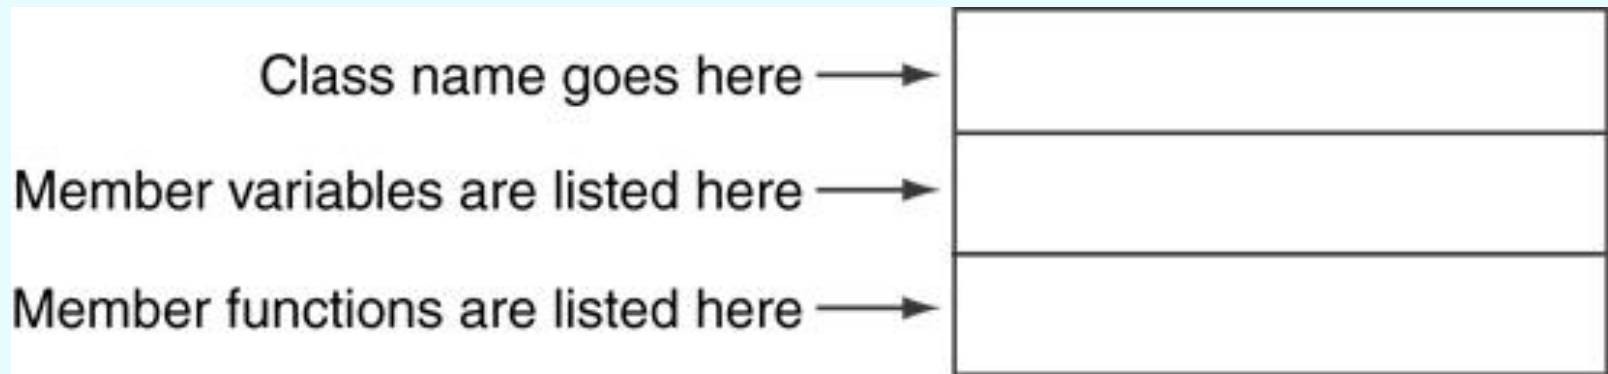 Class name goes here
Member variables are listed here
Member functions are listed here